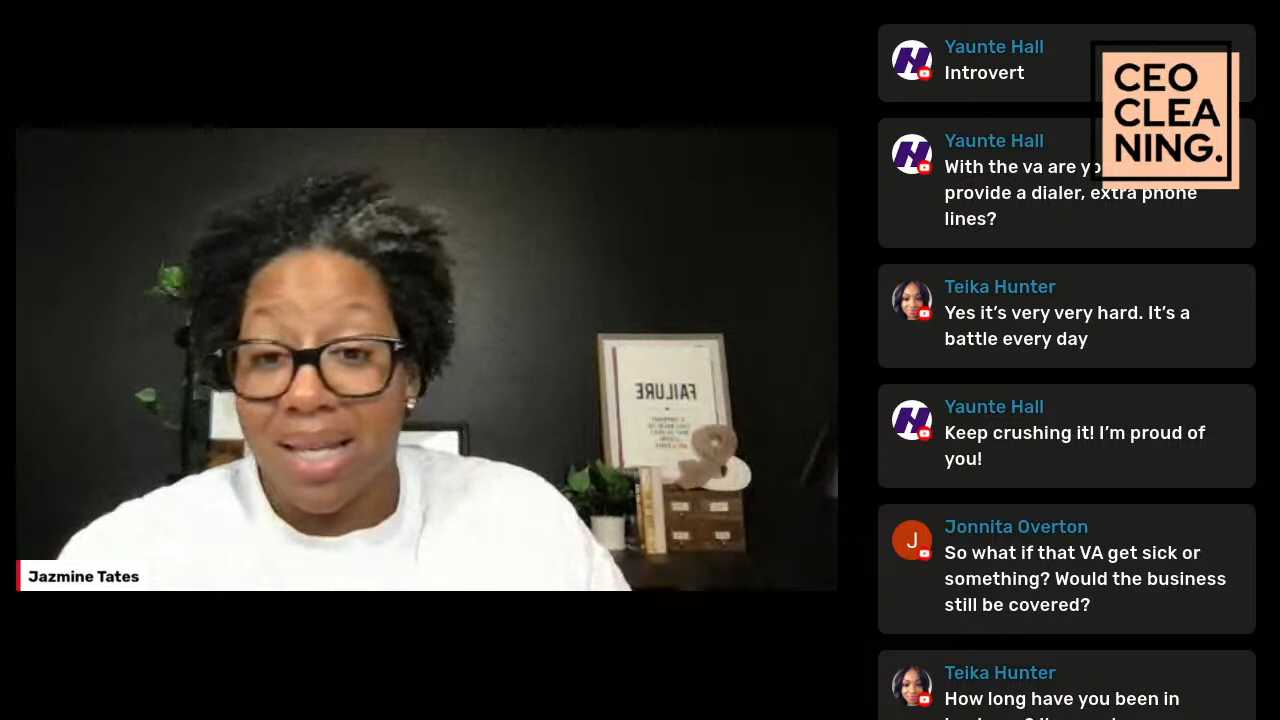 Yaunte Hall
Introvert
CEO
CLEA
NING.
Yaunte Hall
With the va are
provide a dialer, extra phone
lines?
Teika Hunter
Yes it’s very very hard. It’s a
battle every day
Yaunte Hall
Keep crushing it! I’m proud of
you!
J
Jonnita Overton
So what if that VA get sick or
something? Would the business
still be covered?
Teika Hunter
How long have you been in
FAILURE
Jazmine Tates